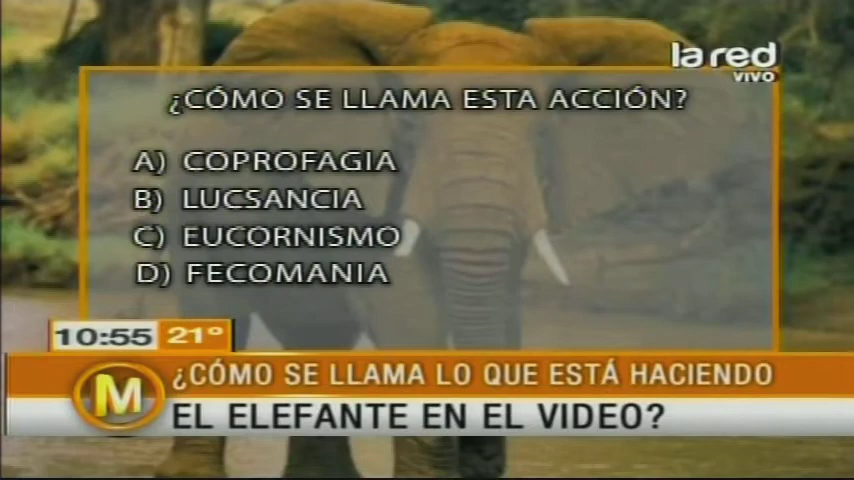 la red
VIVO
¿CÓMO SE LLAMA ESTA ACCIÓN?
A) COPROFAGIA
B) LUCSANCIA
C) EUCORNISMO
D) FECOMANIA
10:55 21°
M
¿CÓMO SE LLAMA LO QUE ESTÁ HACIENDO
EL ELEFANTE EN EL VIDEO?